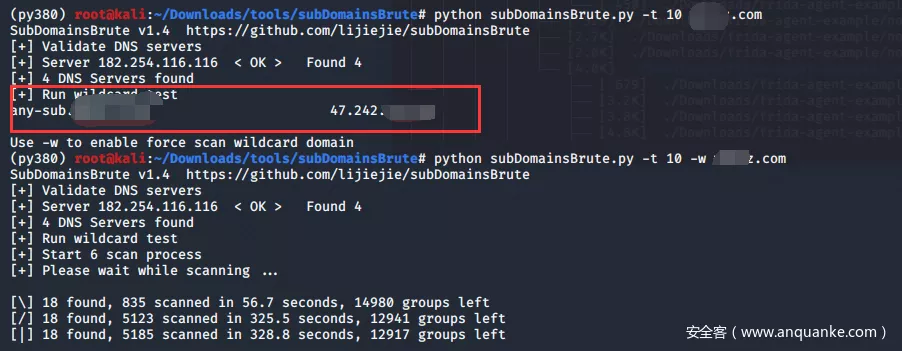 (py380) root@kali:~/Downloads/tools/subDomainsBrute# python subDomainsBrute.py -t 10 z.com
SubDomainsBrute v1.4  https://github.com/lijiejie/subDomainsBrute
[+] Validate DNS servers
[+] Server 182.254.116.116  < OK >   Found 4
[+] 4 DNS Servers found
[+] Run wildcard test
any-sub. 47.242.
Use -w to enable force scan wildcard domain
(py380) root@kali:~/Downloads/tools/subDomainsBrute# python subDomainsBrute.py -t 10 -w z.com
SubDomainsBrute v1.4  https://github.com/lijiejie/subDomainsBrute
[+] Validate DNS servers
[+] Server 182.254.116.116  < OK >   Found 4
[+] 4 DNS Servers found
[+] Run wildcard test
[+] Start 6 scan process
[+] Please wait while scanning ...
[\] 18 found, 835 scanned in 56.7 seconds, 14980 groups left
[/] 18 found, 5123 scanned in 325.5 seconds, 12941 groups left
[|] 18 found, 5185 scanned in 328.8 seconds, 12917 groups left
安全客（www.anquanke.com）